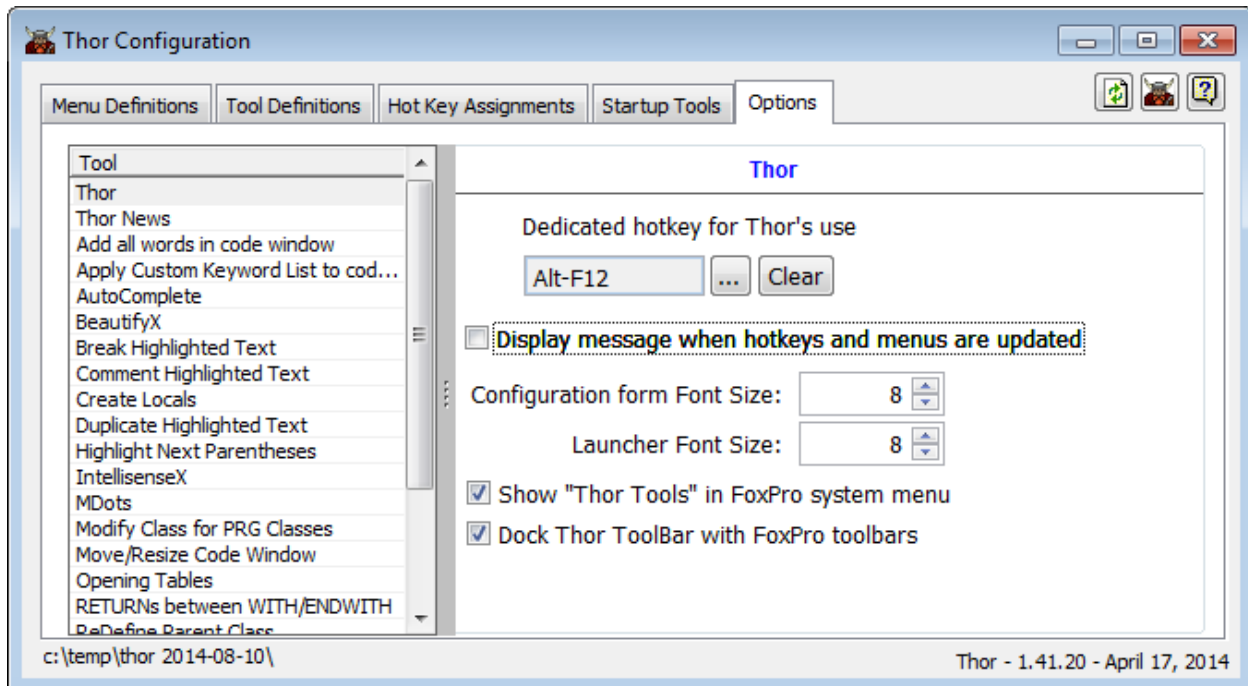 Thor Configuration
Menu Definitions
Tool Definitions
Hot Key Assignments
Startup Tools
Options
Tool
Thor
Thor News
Add all words in code window
Apply Custom Keyword List to cod...
AutoComplete
BeautifyX
Break Highlighted Text
Comment Highlighted Text
Create Locals
Duplicate Highlighted Text
Highlight Next Parentheses
IntellisenseX
MDots
Modify Class for PRG Classes
Move/Resize Code Window
Opening Tables
RETURNs between WITH/ENDWITH
ReDefine Parent Class
Thor
Dedicated hotkey for Thor's use
Alt-F12 ... Clear
Display message when hotkeys and menus are updated
Configuration form Font Size: 8
Launcher Font Size: 8
Show "Thor Tools" in FoxPro system menu
Dock Thor ToolBar with FoxPro toolbars
c:\temp\thor 2014-08-10\
Thor - 1.41.20 - April 17, 2014